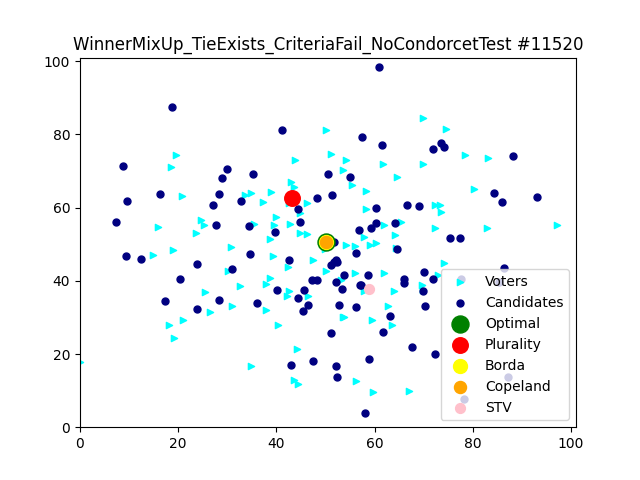 WinnerMixUp_TieExists_CriteriaFail_NoCondorcetTest #11520
100
80
60
40
20
0
0
20
40
60
80
100
Voters
Candidates
Optimal
Plurality
Borda
Copeland
STV